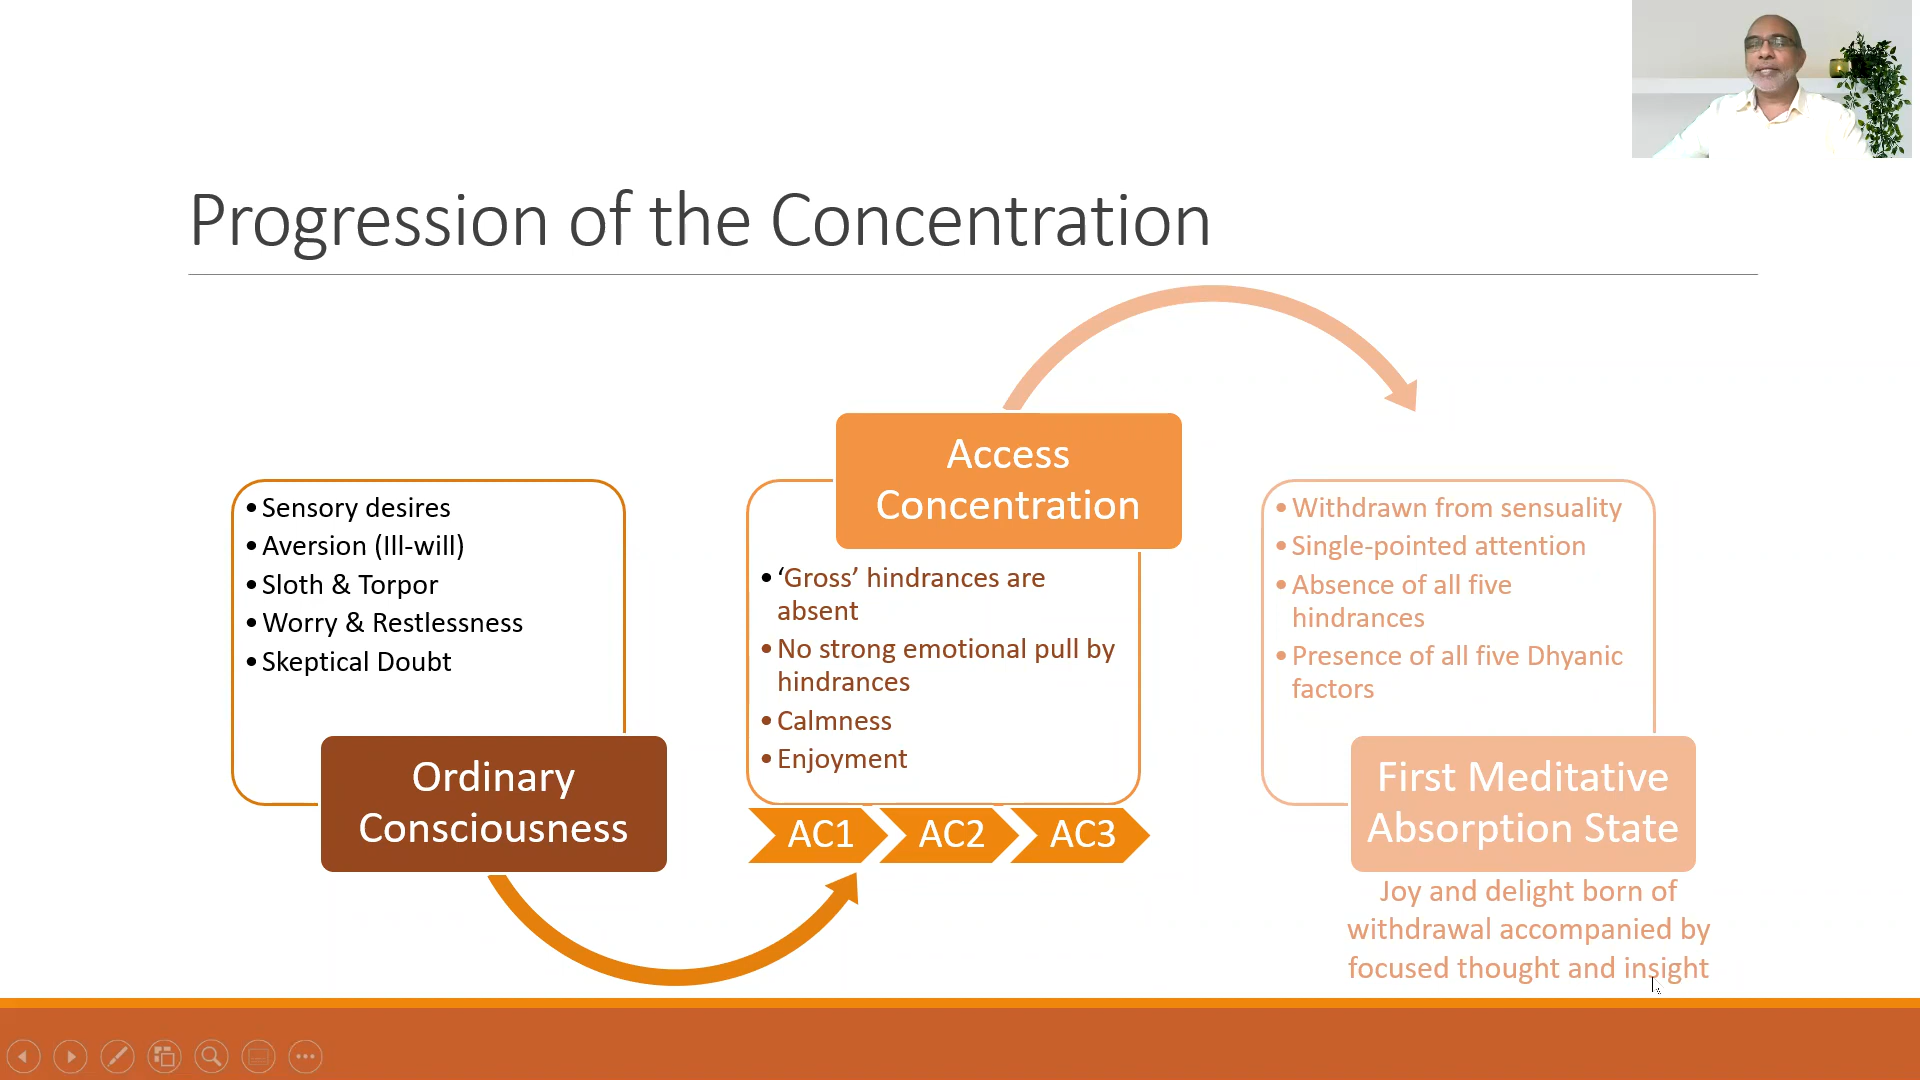 Progression of the Concentration
• Sensory desires
• Aversion (Ill-will)
• Sloth & Torpor
• Worry & Restlessness
• Skeptical Doubt
Ordinary
Consciousness
Access
Concentration
• ‘Gross’ hindrances are
absent
• No strong emotional pull by
hindrances
• Calmness
• Enjoyment
AC1
AC2
AC3
• Withdrawn from sensuality
• Single-pointed attention
• Absence of all five
hindrances
• Presence of all five Dhyanic
factors
First Meditative
Absorption State
Joy and delight born of
withdrawal accompanied by
focused thought and insight